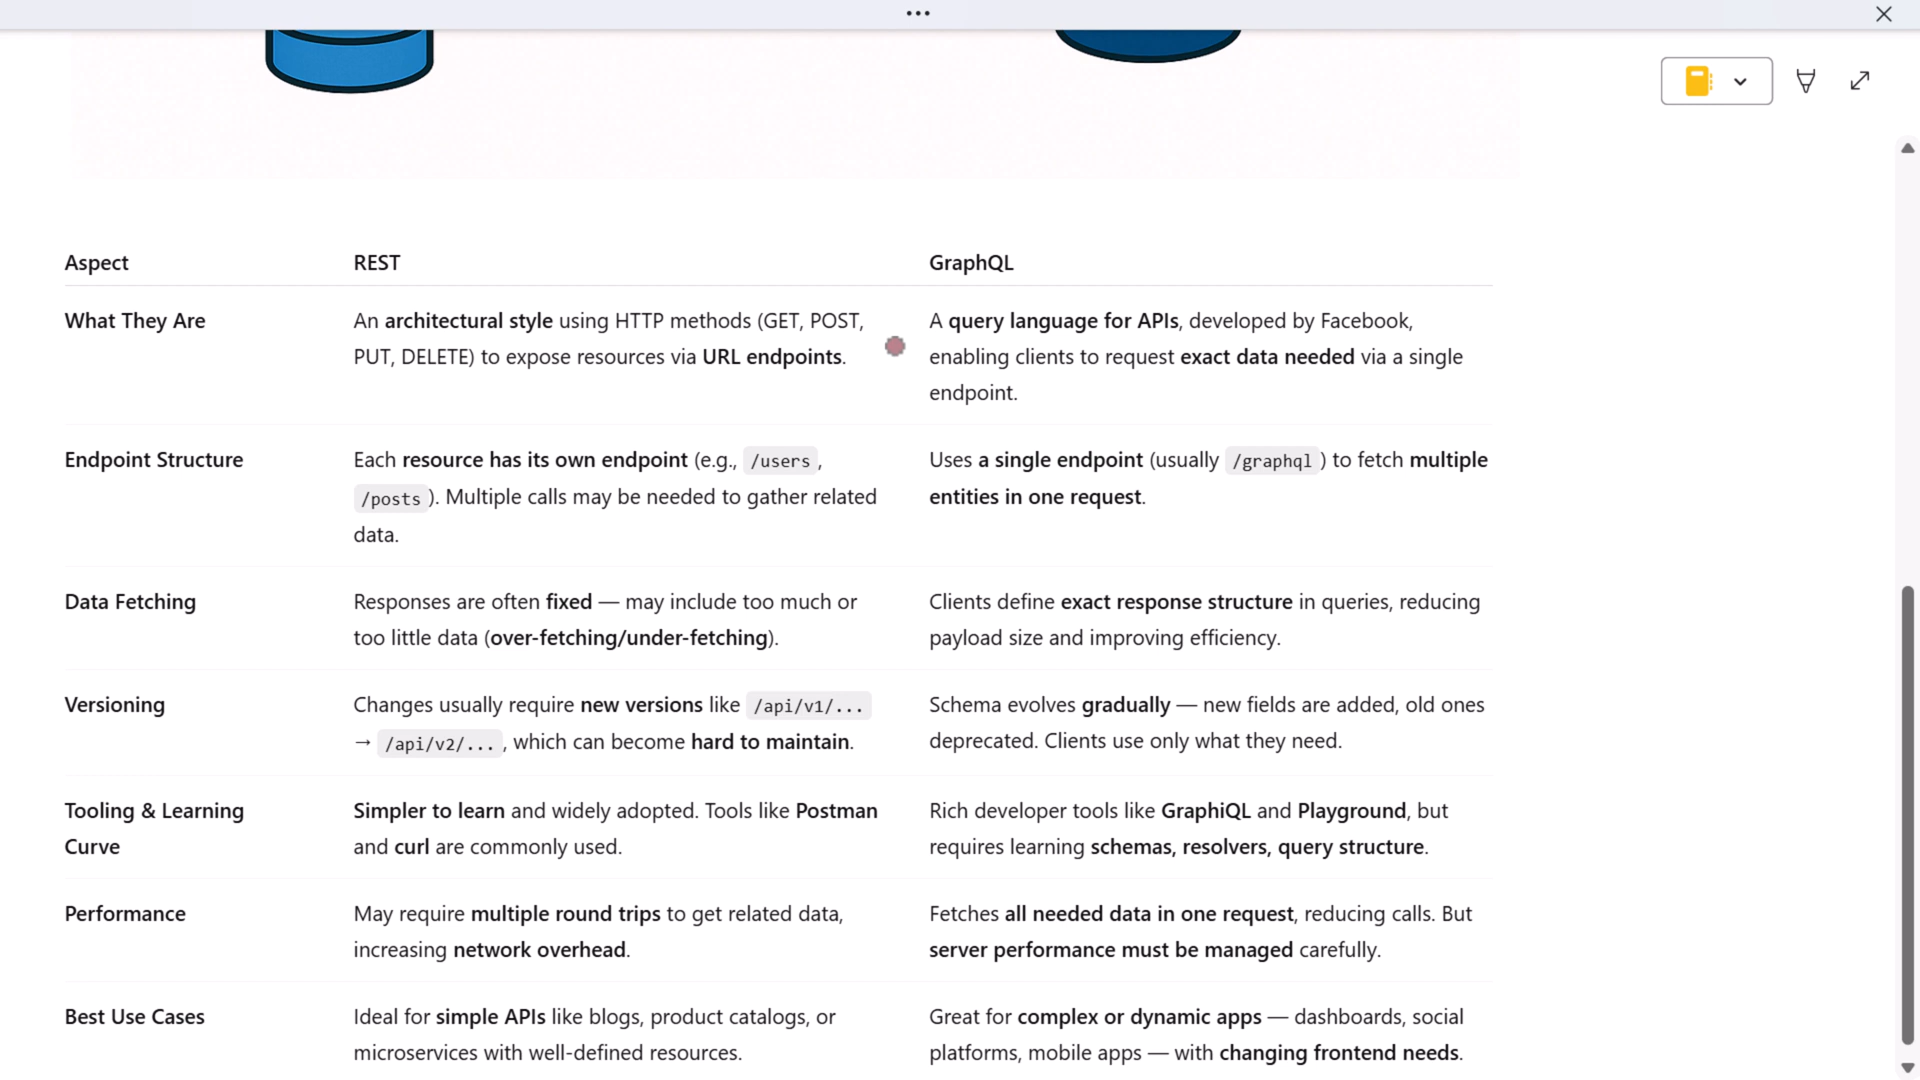 Aspect REST GraphQL
What They Are An architectural style using HTTP methods (GET, POST, A query language for APIs, developed by Facebook,
PUT, DELETE) to expose resources via URL endpoints. enabling clients to request exact data needed via a single
endpoint.
Endpoint Structure Each resource has its own endpoint (e.g., /users, Uses a single endpoint (usually /graphql) to fetch multiple
/posts). Multiple calls may be needed to gather related entities in one request.
data.
Data Fetching Responses are often fixed — may include too much or Clients define exact response structure in queries, reducing
too little data (over-fetching/under-fetching). payload size and improving efficiency.
Versioning Changes usually require new versions like /api/v1/... Schema evolves gradually — new fields are added, old ones
→ /api/v2/..., which can become hard to maintain. deprecated. Clients use only what they need.
Tooling & Learning Simpler to learn and widely adopted. Tools like Postman Rich developer tools like GraphiQL and Playground, but
Curve and curl are commonly used. requires learning schemas, resolvers, query structure.
Performance May require multiple round trips to get related data, Fetches all needed data in one request, reducing calls. But
increasing network overhead. server performance must be managed carefully.
Best Use Cases Ideal for simple APIs like blogs, product catalogs, or Great for complex or dynamic apps — dashboards, social
microservices with well-defined resources. platforms, mobile apps — with changing frontend needs.